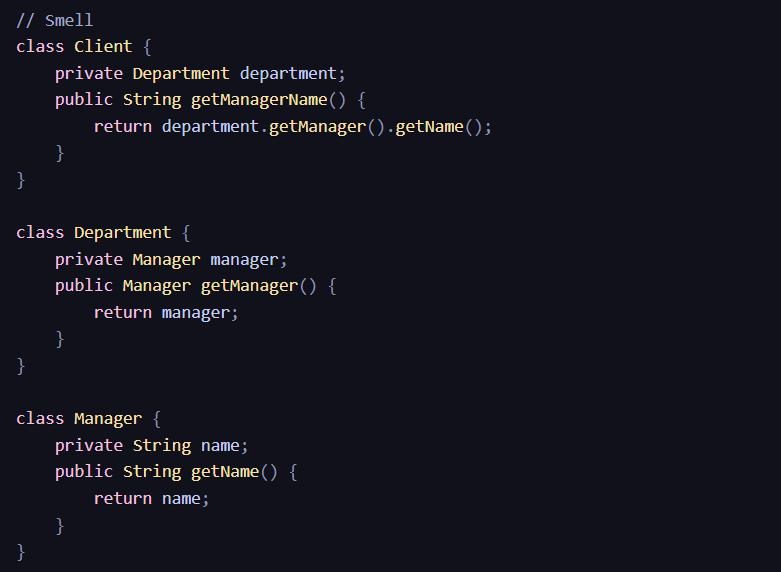 // Smell
class Client {
    private Department department;
    public String getManagerName() {
        return department.getManager().getName();
    }
}

class Department {
    private Manager manager;
    public Manager getManager() {
        return manager;
    }
}

class Manager {
    private String name;
    public String getName() {
        return name;
    }
}